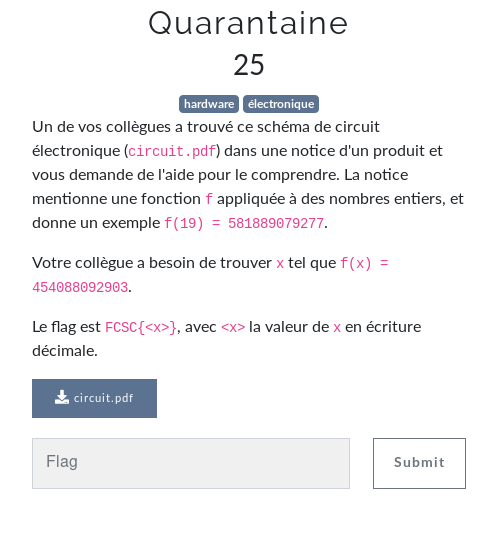 Quarantaine
25
hardware électronique
Un de vos collègues a trouvé ce schéma de circuit
électronique (circuit.pdf) dans une notice d'un produit et
vous demande de l'aide pour le comprendre. La notice
mentionne une fonction f appliquée à des nombres entiers, et
donne un exemple f(19) = 581889079277.
Votre collègue a besoin de trouver x tel que f(x) =
454088092903.
Le flag est FCSC{<x>}, avec <x> la valeur de x en écriture
décimale.
circuit.pdf
Flag
Submit